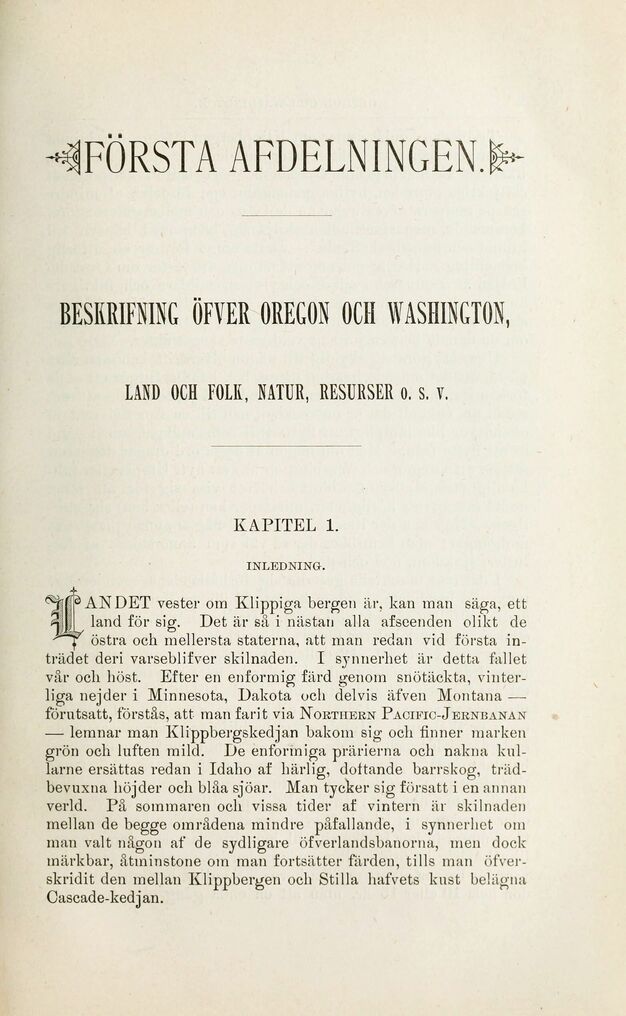 FÖRSTA AFDELNINGEN.
BESKRIFNING ÖFVER OREGON OCH WASHINGTON,
LAND OCH FOLK, NATUR, RESURSER O. S. V.
KAPITEL 1.
INLEDNING.
LANDET vester om Klippiga bergen är, kan man säga, ett
land för sig. Det är så i nästan alla afseenden olikt de
östra och mellersta staterna, att man redan vid första in-
trädet deri varseblifver skilnaden. I synnerhet är detta fallet
vår och höst. Efter en enformig färd genom snötäckta, vinter-
liga nejder i Minnesota, Dakota och delvis äfven Montana —
förutsatt, förstås, att man farit via NORTHERN PACIFIC-JERNBANAN
— lemnar man Klippbergskedjan bakom sig och finner marken
grön och luften mild. De enformiga prärierna och nakna kul-
larne ersättas redan i Idaho af härlig, doftande barrskog, träd-
bevuxna höjder och blåa sjöar. Man tycker sig försatt i en annan
verld. På sommaren och vissa tider af vintern är skilnaden
mellan de begge områdena mindre påfallande, i synnerhet om
man valt någon af de sydligare öfverlandsbanorna, men dock
märkbar, åtminstone om man fortsätter färden, tills man öfver-
skridit den mellan Klippbergen och Stilla hafvets kust belägna
Cascade-kedjan.